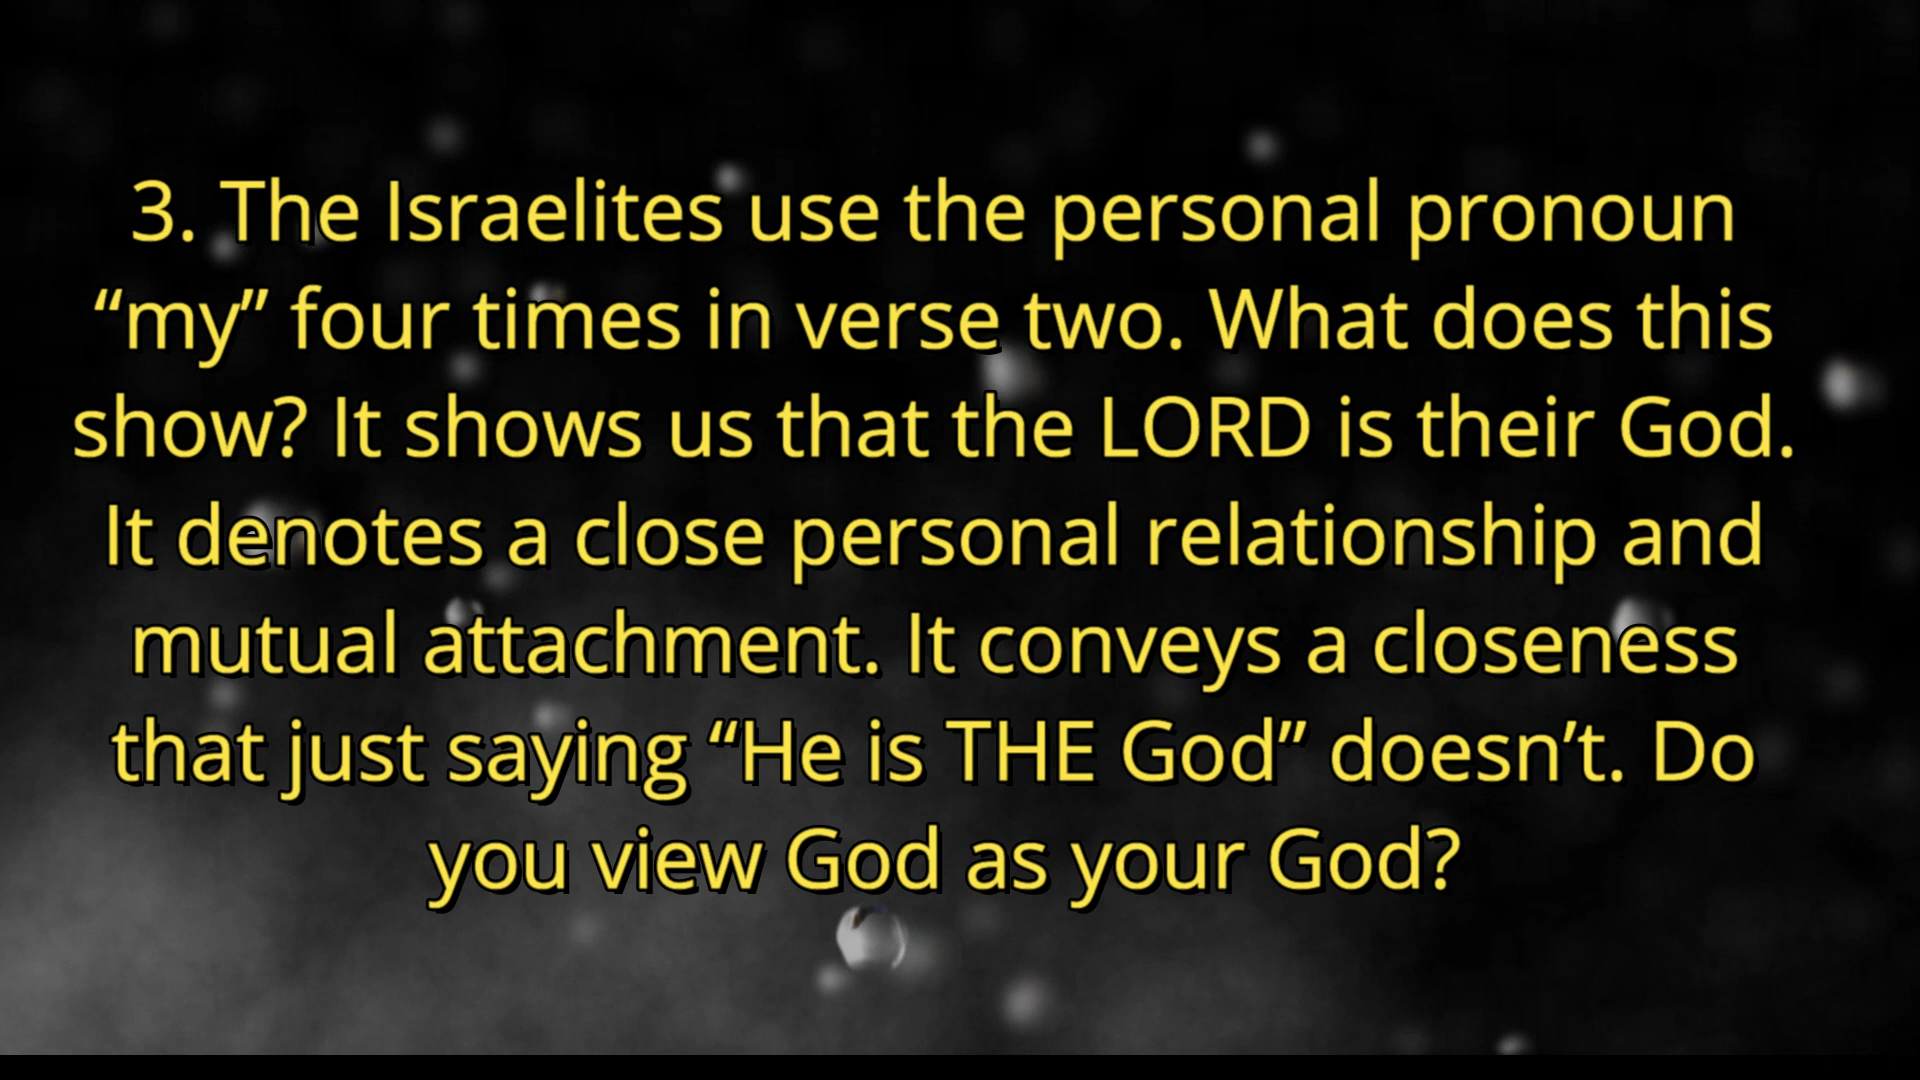 3. The Israelites use the personal pronoun
“my” four times in verse two. What does this
show? It shows us that the LORD is their God.
It denotes a close personal relationship and
mutual attachment. It conveys a closeness
that just saying “He is THE God” doesn’t. Do
you view God as your God?